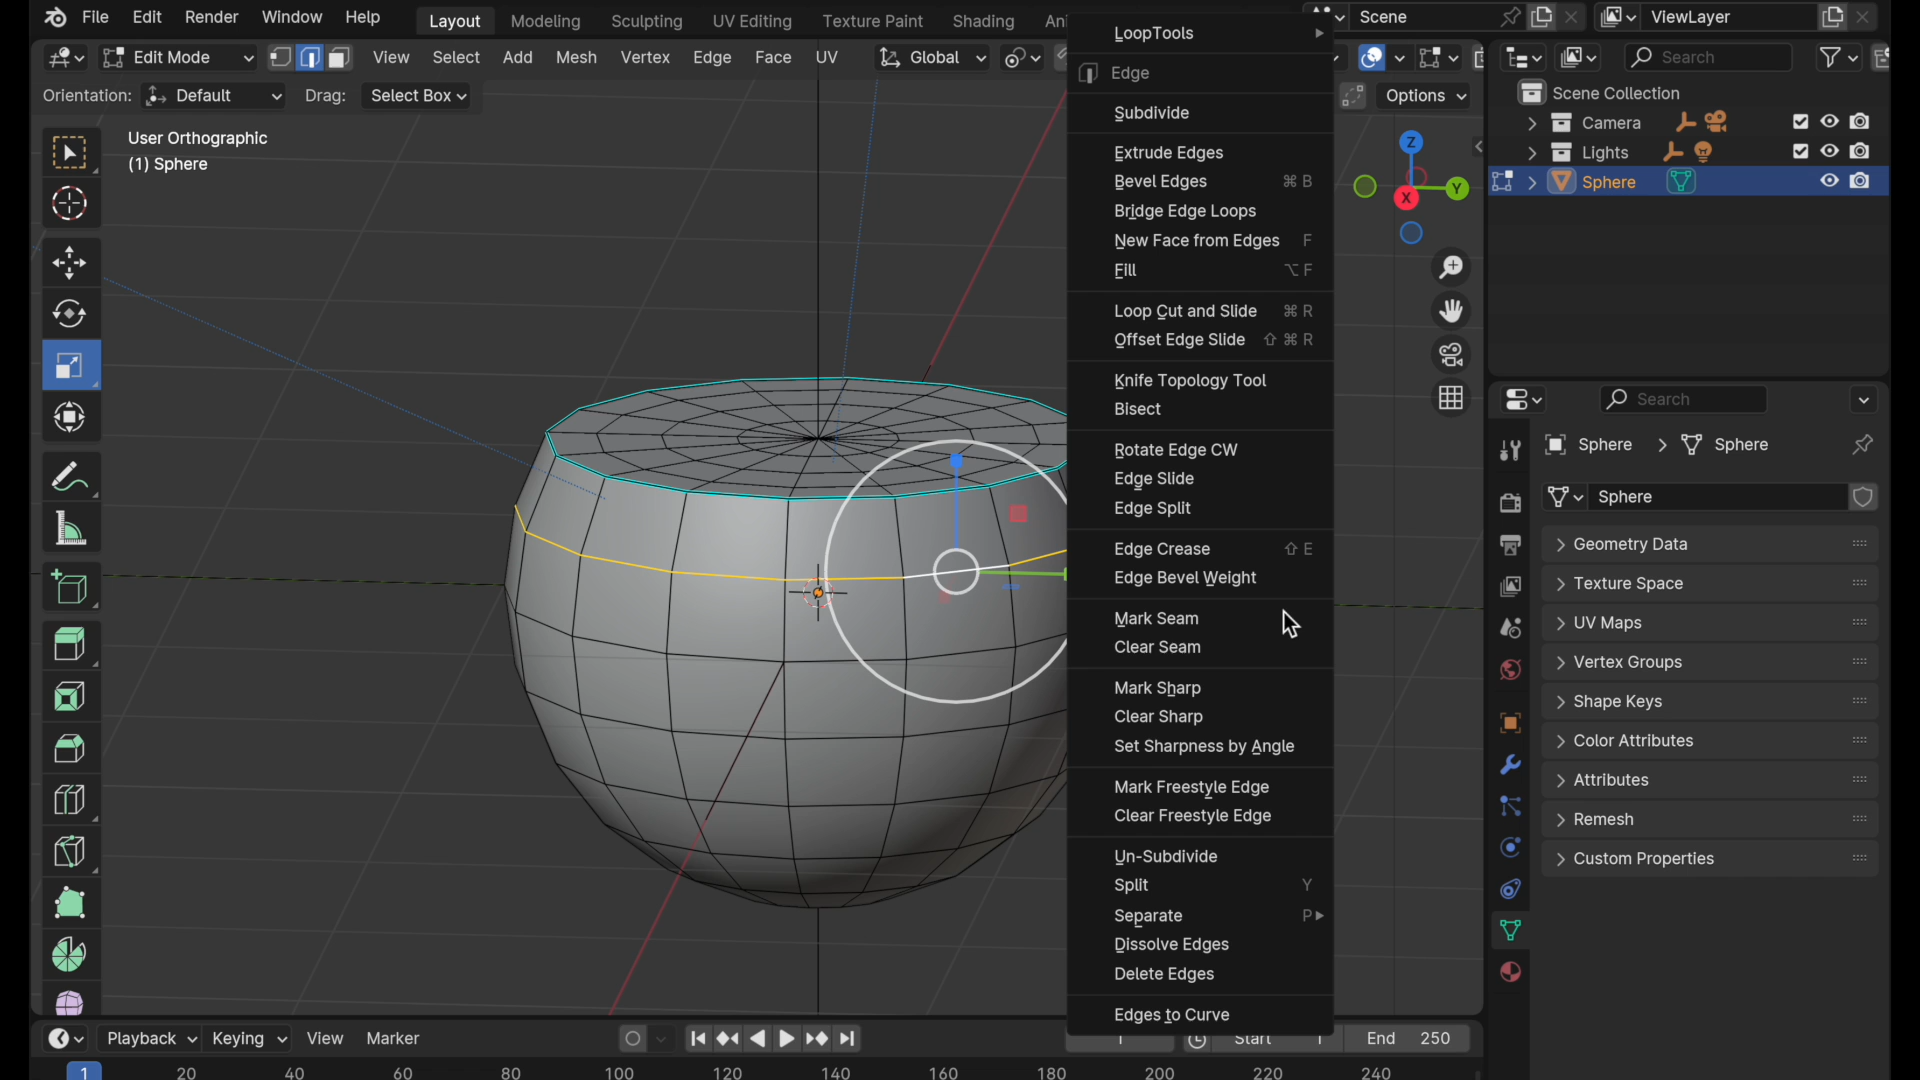 File Edit Render Window Help Layout Modeling Sculpting UV Editing Texture Paint Shading Scene ViewLayer
Edit Mode View Select Add Mesh Vertex Edge Face UV Global Search
Orientation: Default Drag: Select Box Options
User Orthographic
(1) Sphere
Z
Y
X
LoopTools
Edge
Subdivide
Extrude Edges
Bevel Edges ⌘ B
Bridge Edge Loops
New Face from Edges F
Fill ⌥ F
Loop Cut and Slide ⌘ R
Offset Edge Slide ⇧ ⌘ R
Knife Topology Tool
Bisect
Rotate Edge CW
Edge Slide
Edge Split
Edge Crease ⇧ E
Edge Bevel Weight
Mark Seam
Clear Seam
Mark Sharp
Clear Sharp
Set Sharpness by Angle
Mark Freestyle Edge
Clear Freestyle Edge
Un-Subdivide
Split Y
Separate P
Dissolve Edges
Delete Edges
Edges to Curve
Scene Collection
Camera
Lights
Sphere
Search
Sphere Sphere
Sphere
Geometry Data
Texture Space
UV Maps
Vertex Groups
Shape Keys
Color Attributes
Attributes
Remesh
Custom Properties
Playback Keying View Marker 1 Start 1 End 250
1 20 40 60 80 100 120 140 160 180 200 220 240